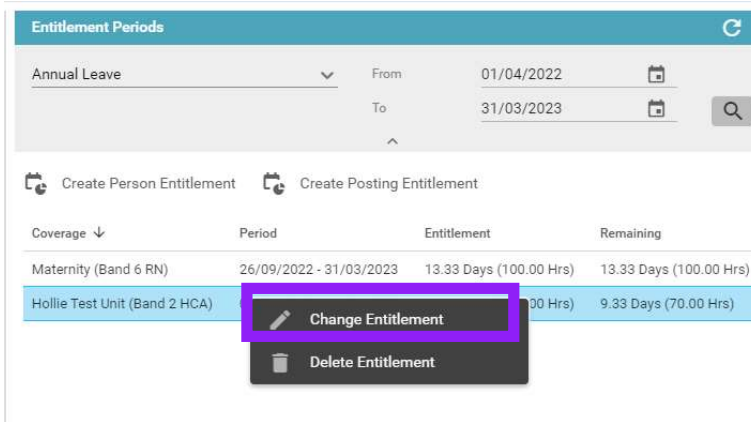 Entitlement Periods
Annual Leave From 01/04/2022
To 31/03/2023
Create Person Entitlement Create Posting Entitlement
Coverage Period Entitlement Remaining
Maternity (Band 6 RN) 26/09/2022 - 31/03/2023 13.33 Days (100.00 Hrs) 13.33 Days (100.00 Hrs)
Hollie Test Unit (Band 2 HCA) 00 Hrs) 9.33 Days (70.00 Hrs)
Change Entitlement
Delete Entitlement